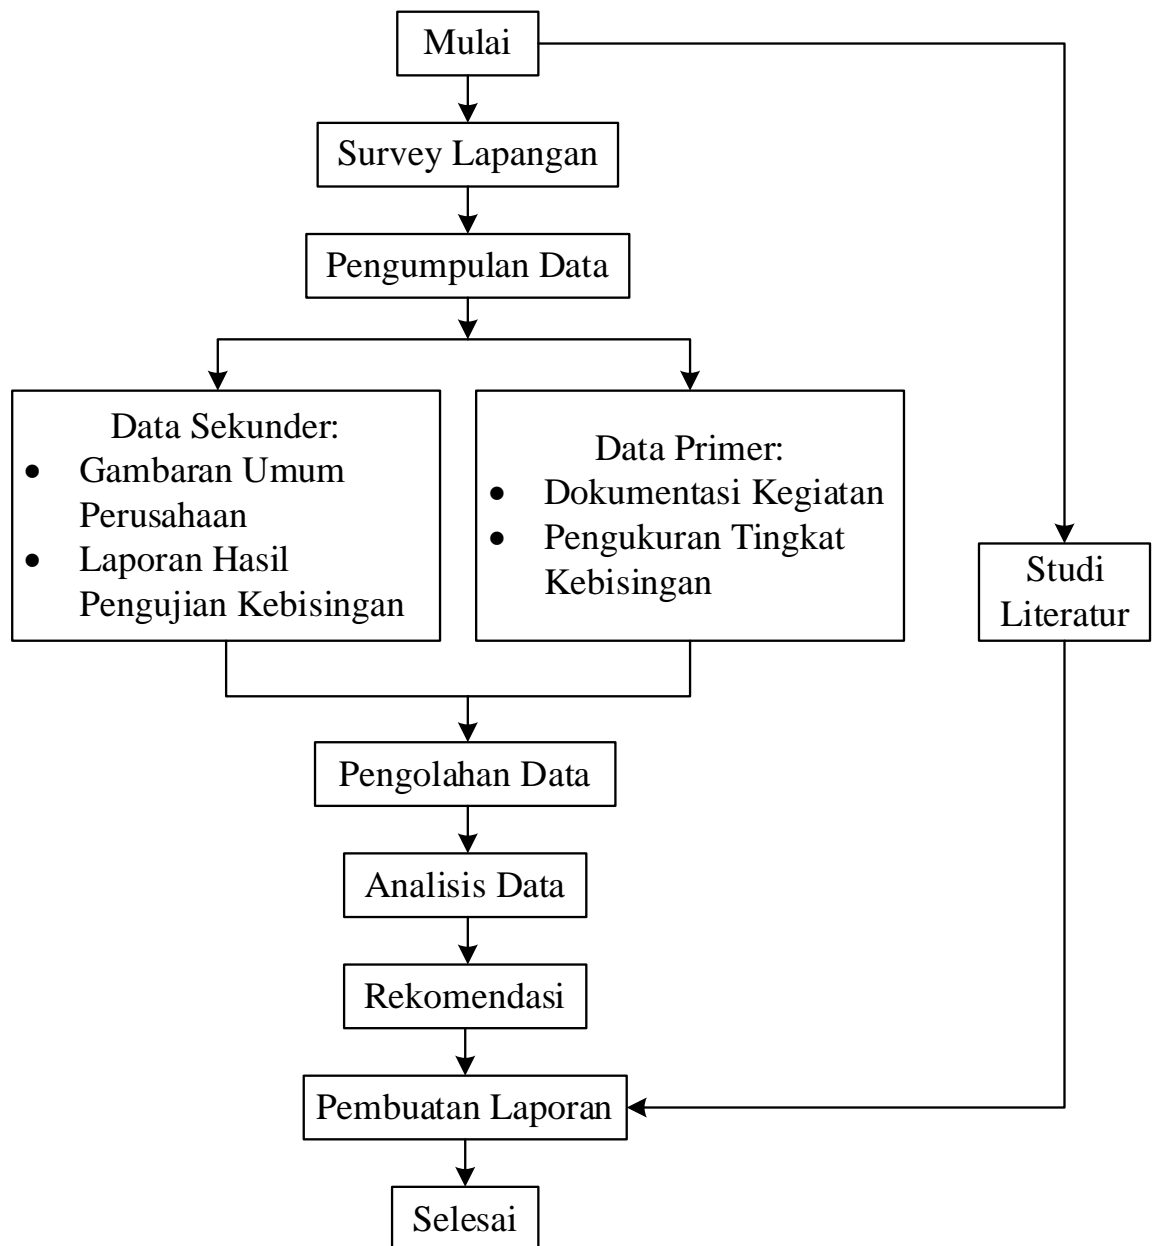 Mulai
Survey Lapangan
Pengumpulan Data
Data Sekunder:
• Gambaran Umum
Perusahaan
• Laporan Hasil
Pengujian Kebisingan
Data Primer:
• Dokumentasi Kegiatan
• Pengukuran Tingkat
Kebisingan
Studi
Literatur
Pengolahan Data
Analisis Data
Rekomendasi
Pembuatan Laporan
Selesai